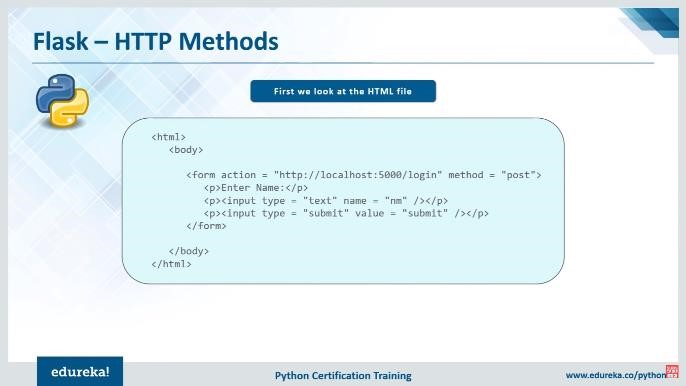 Flask – HTTP Methods
First we look at the HTML file
<html>
<body>
<form action = "http://localhost:5000/login" method = "post">
<p>Enter Name:</p>
<p><input type = "text" name = "nm" /></p>
<p><input type = "submit" value = "submit" /></p>
</form>
</body>
</html>
edureka!
Python Certification Training
www.edureka.co/python